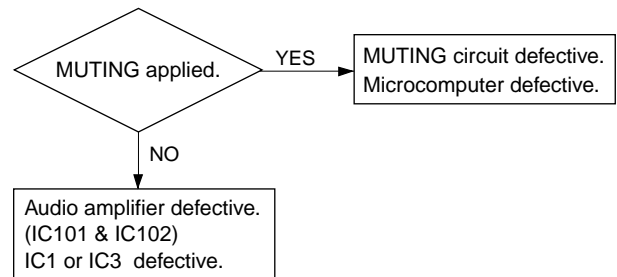 MUTING applied.
YES
MUTING circuit defective.
Microcomputer defective.
NO
Audio amplifier defective.
(IC101 & IC102)
IC1 or IC3 defective.